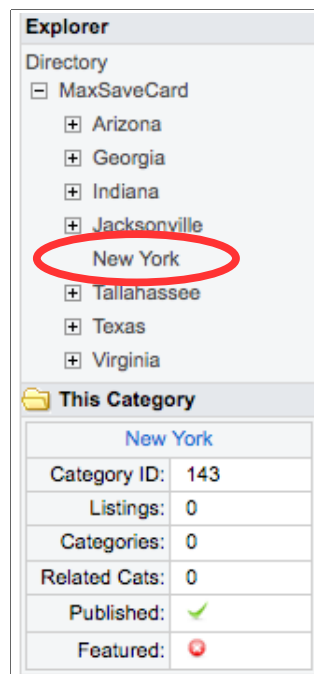 Explorer
Directory
MaxSaveCard
Arizona
Georgia
Indiana
Jacksonville
New York
Tallahassee
Texas
Virginia
This Category
New York
Category ID: 143
Listings: 0
Categories: 0
Related Cats: 0
Published:
Featured: